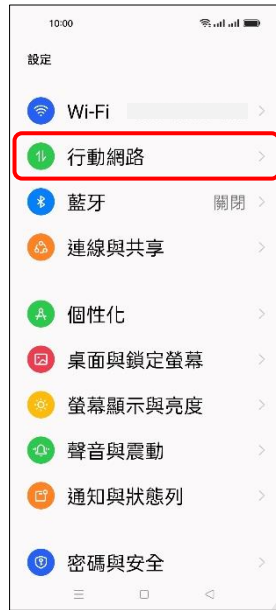 10:00
設定
Wi-Fi
行動網路
藍牙 關閉
連線與共享
個性化
桌面與鎖定螢幕
螢幕顯示與亮度
聲音與震動
通知與狀態列
密碼與安全